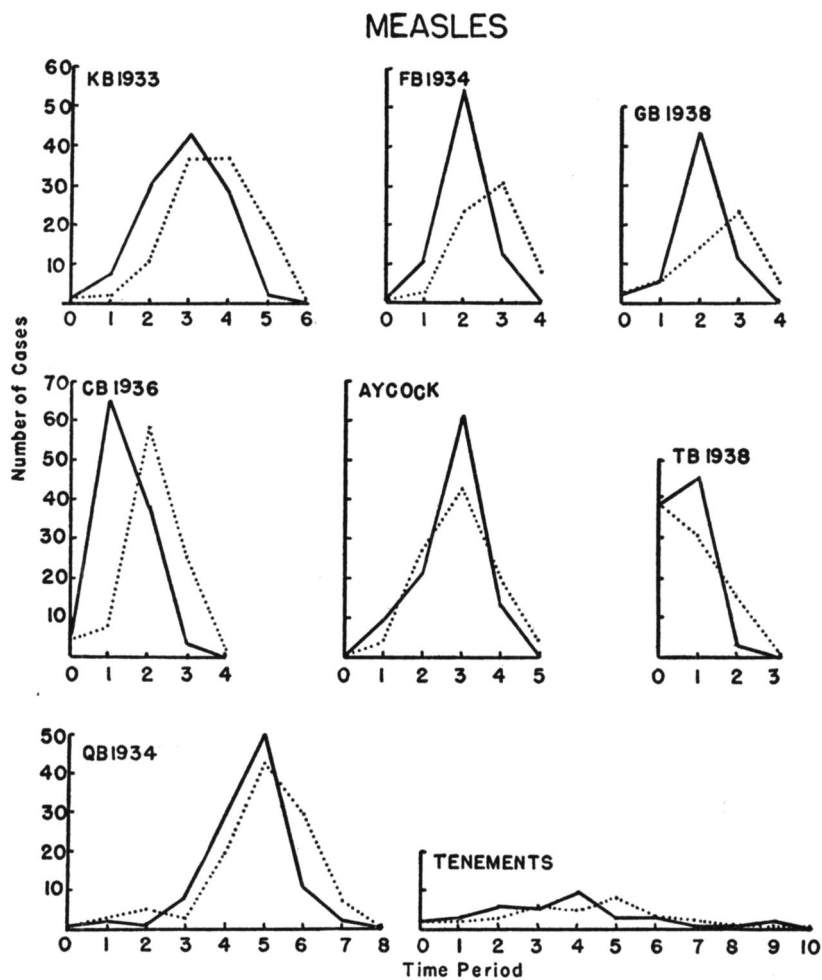 MEASLES
Number of Cases
KB1933
60
50
40
30
20
10
0 1 2 3 4 5 6
FB1934
0 1 2 3 4
GB1938
0 1 2 3 4
CB1936
70
60
50
40
30
20
10
0 1 2 3 4
AYCOCK
0 1 2 3 4 5
TB1938
0 1 2 3
QB1934
50
40
30
20
10
0 1 2 3 4 5 6 7 8
TENEMENTS
0 1 2 3 4 5 6 7 8 9 10
Time Period